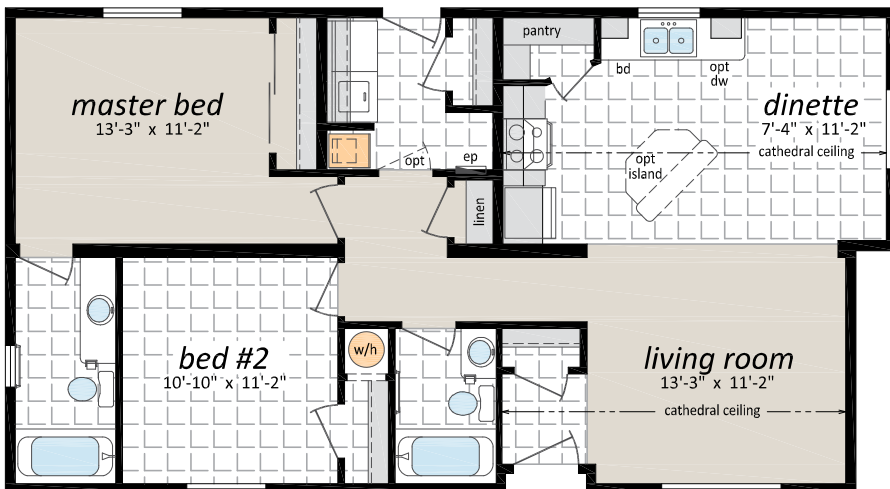 pantry
bd
opt
dw
master bed
13'-3" x 11'-2"
dinette
7'-4" x 11'-2"
cathedral ceiling
opt
ep
opt
island
linen
bed #2
10'-10" x 11'-2"
w/h
living room
13'-3" x 11'-2"
cathedral ceiling